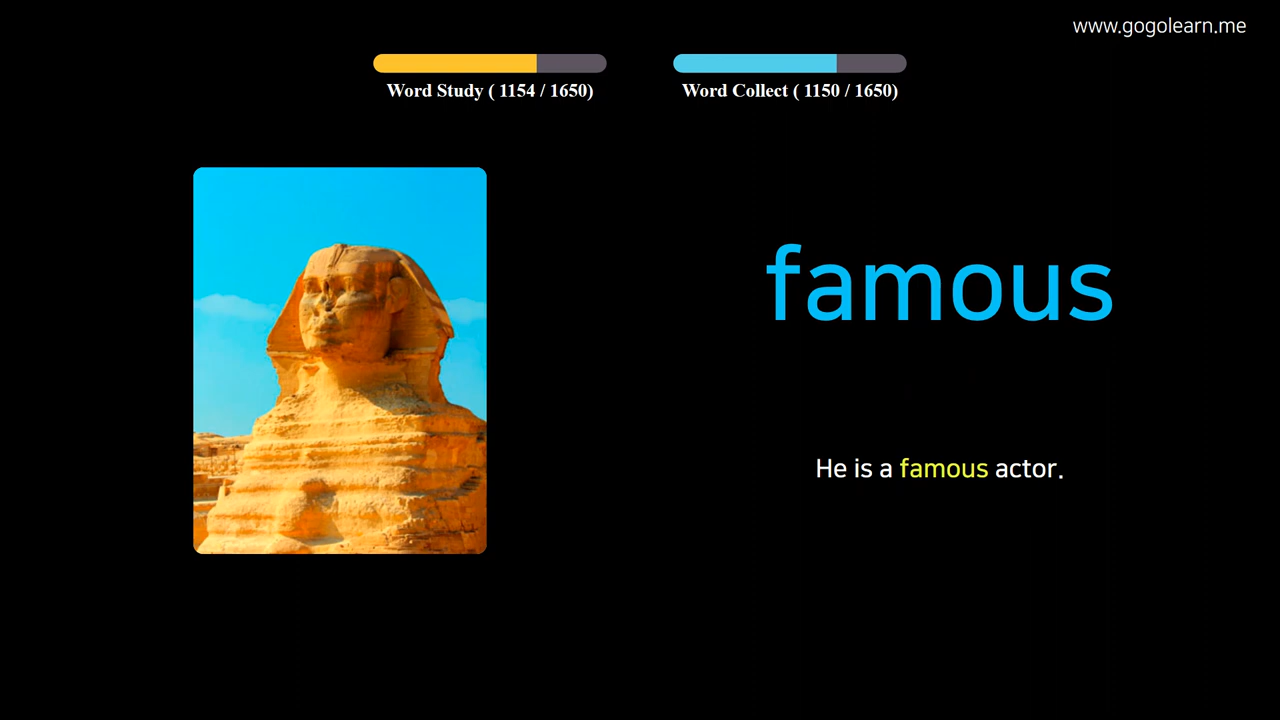 www.gogolearn.me
Word Study ( 1154 / 1650)
Word Collect ( 1150 / 1650)
famous
He is a famous actor.